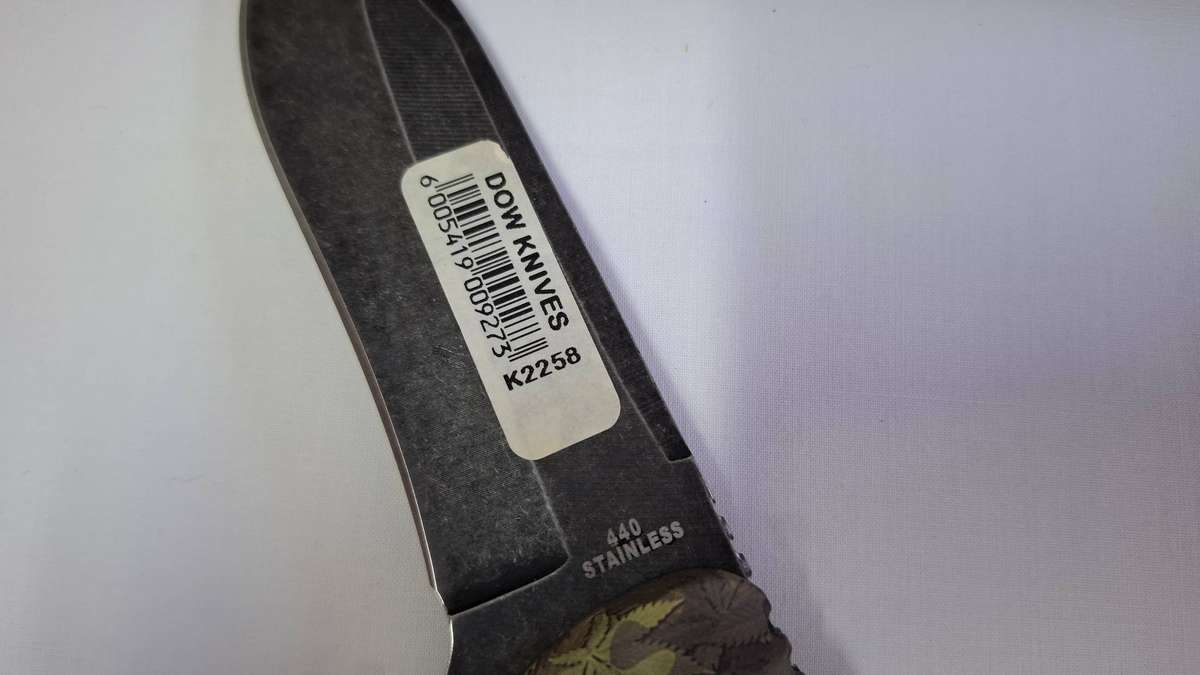 DOW KNIVES
6 005419 009273
K2258
440
STAINLESS